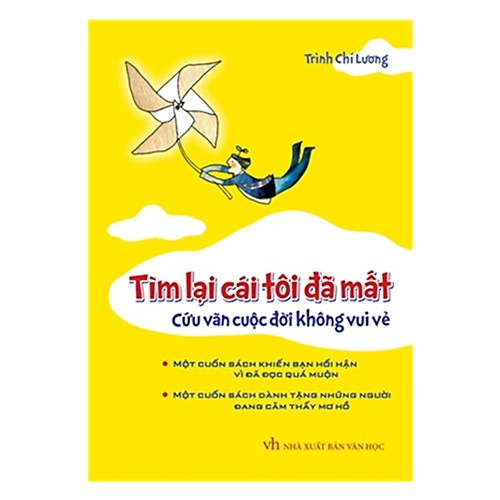 Trình Chí Lương
Tìm lại cái tôi đã mất
Cứu vãn cuộc đời không vui vẻ
• MỘT CUỐN SÁCH KHIẾN BẠN HỐI HẬN
VÌ ĐÃ ĐỌC QUÁ MUỘN
• MỘT CUỐN SÁCH DÀNH TẶNG NHỮNG NGƯỜI
ĐANG CẢM THẤY MƠ HỒ
vh NHÀ XUẤT BẢN VĂN HỌC